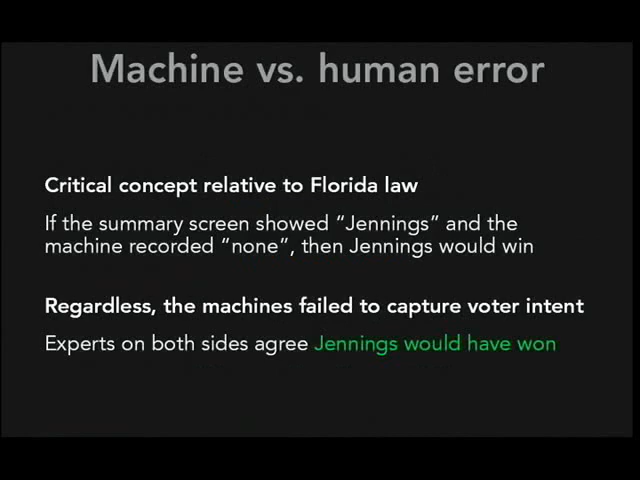 Machine vs. human error
Critical concept relative to Florida law
If the summary screen showed “Jennings” and the
machine recorded “none”, then Jennings would win
Regardless, the machines failed to capture voter intent
Experts on both sides agree Jennings would have won